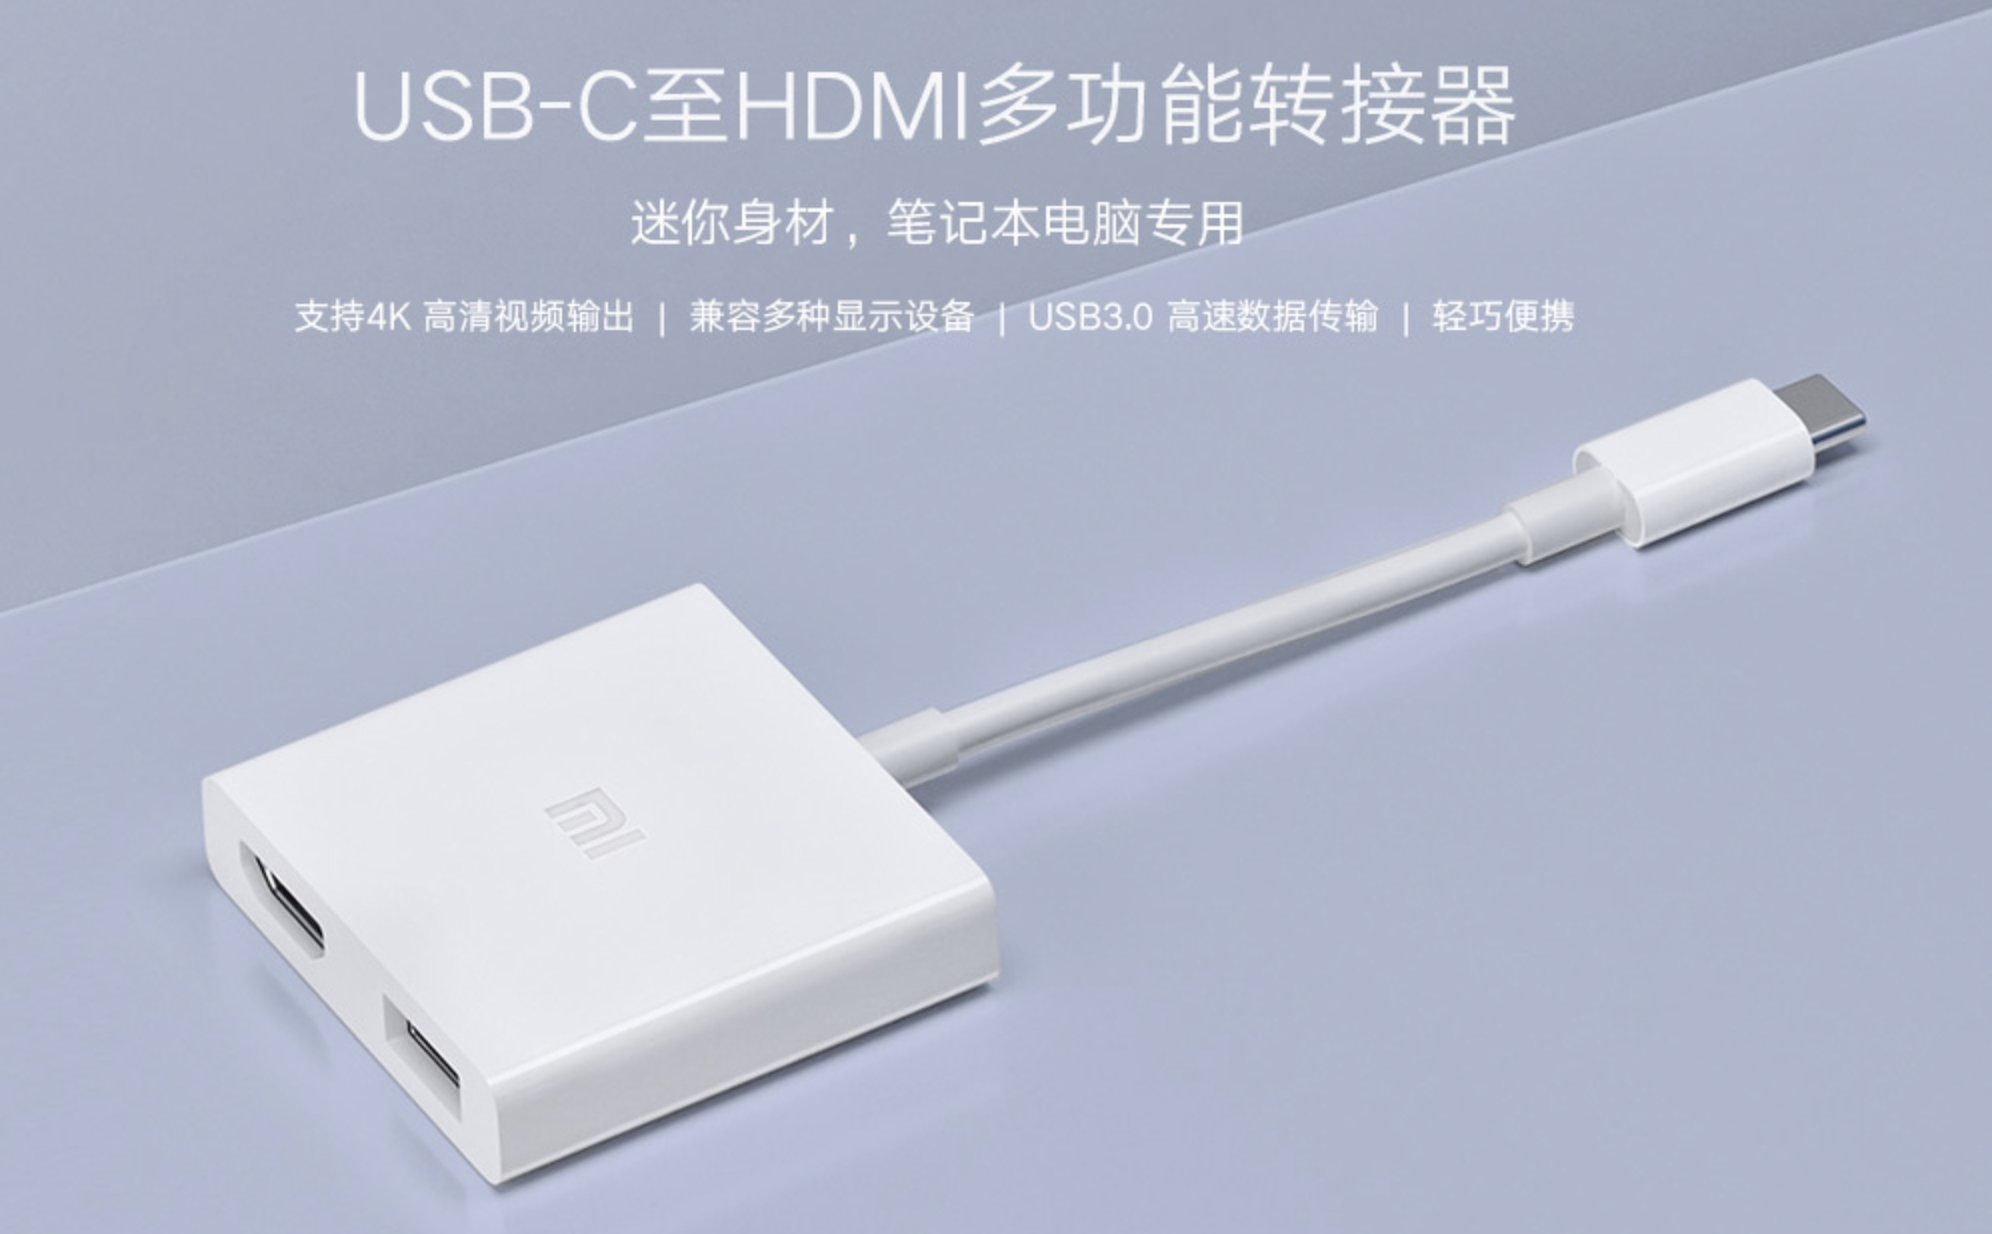 USB-C至HDMI多功能转接器
迷你身材，笔记本电脑专用
支持4K 高清视频输出 | 兼容多种显示设备 | USB3.0 高速数据传输 | 轻巧便携
mi